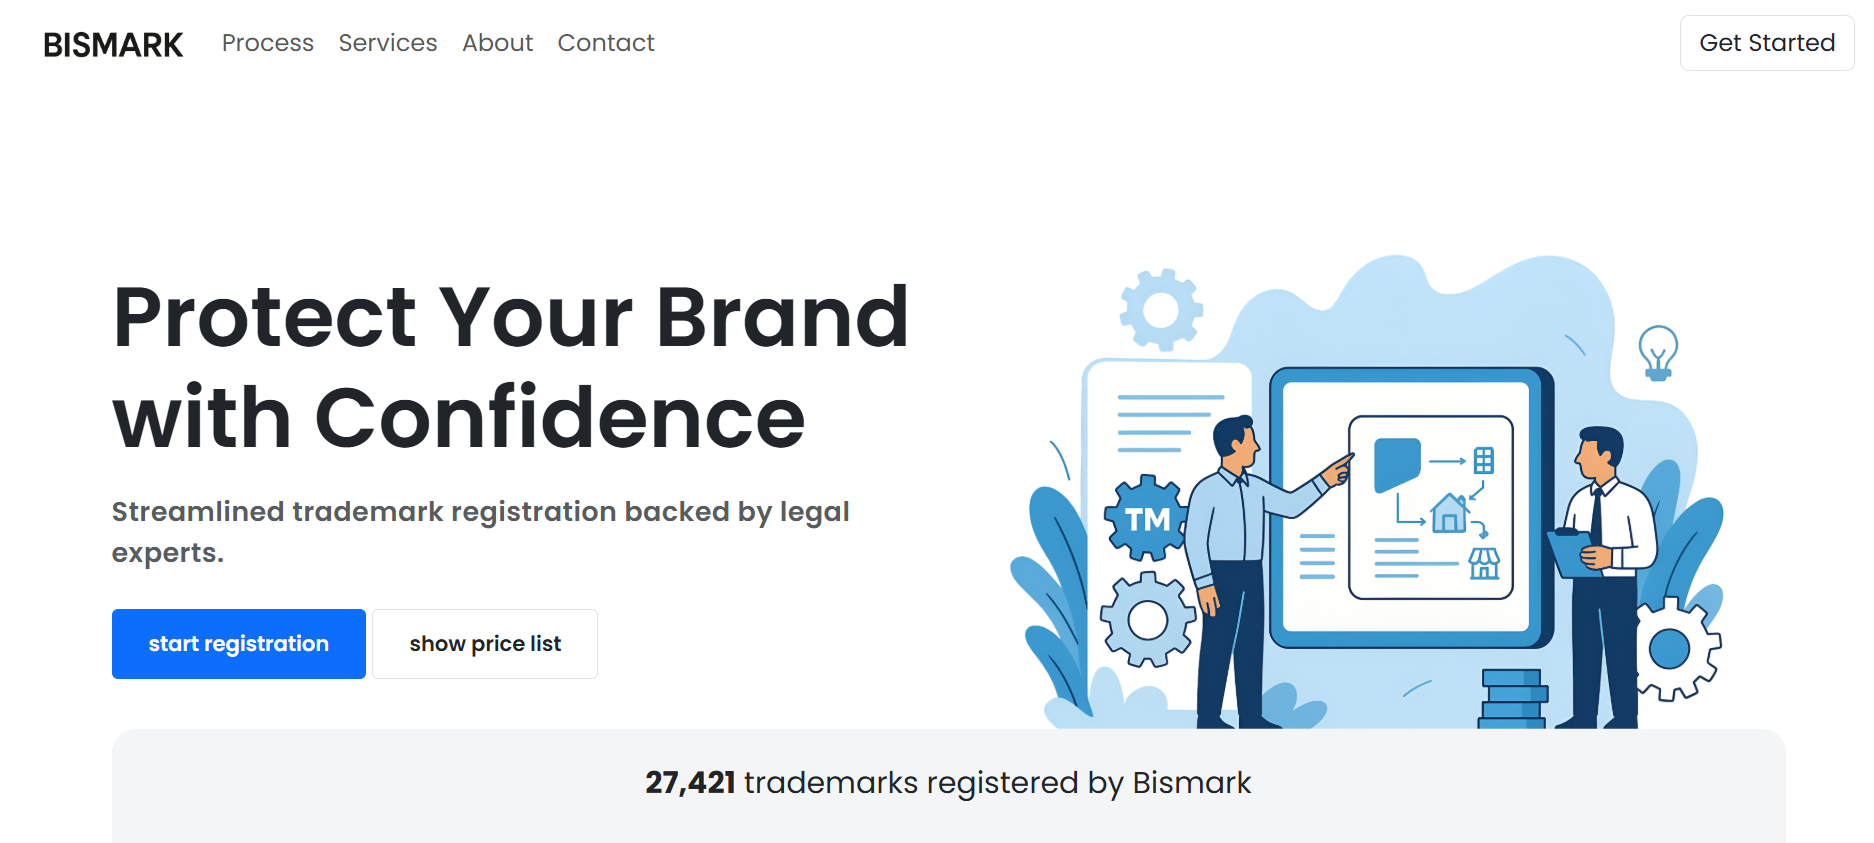 BISMARK Process Services About Contact Get Started
Protect Your Brand
with Confidence
Streamlined trademark registration backed by legal
experts.
start registration show price list
TM
27,421 trademarks registered by Bismark